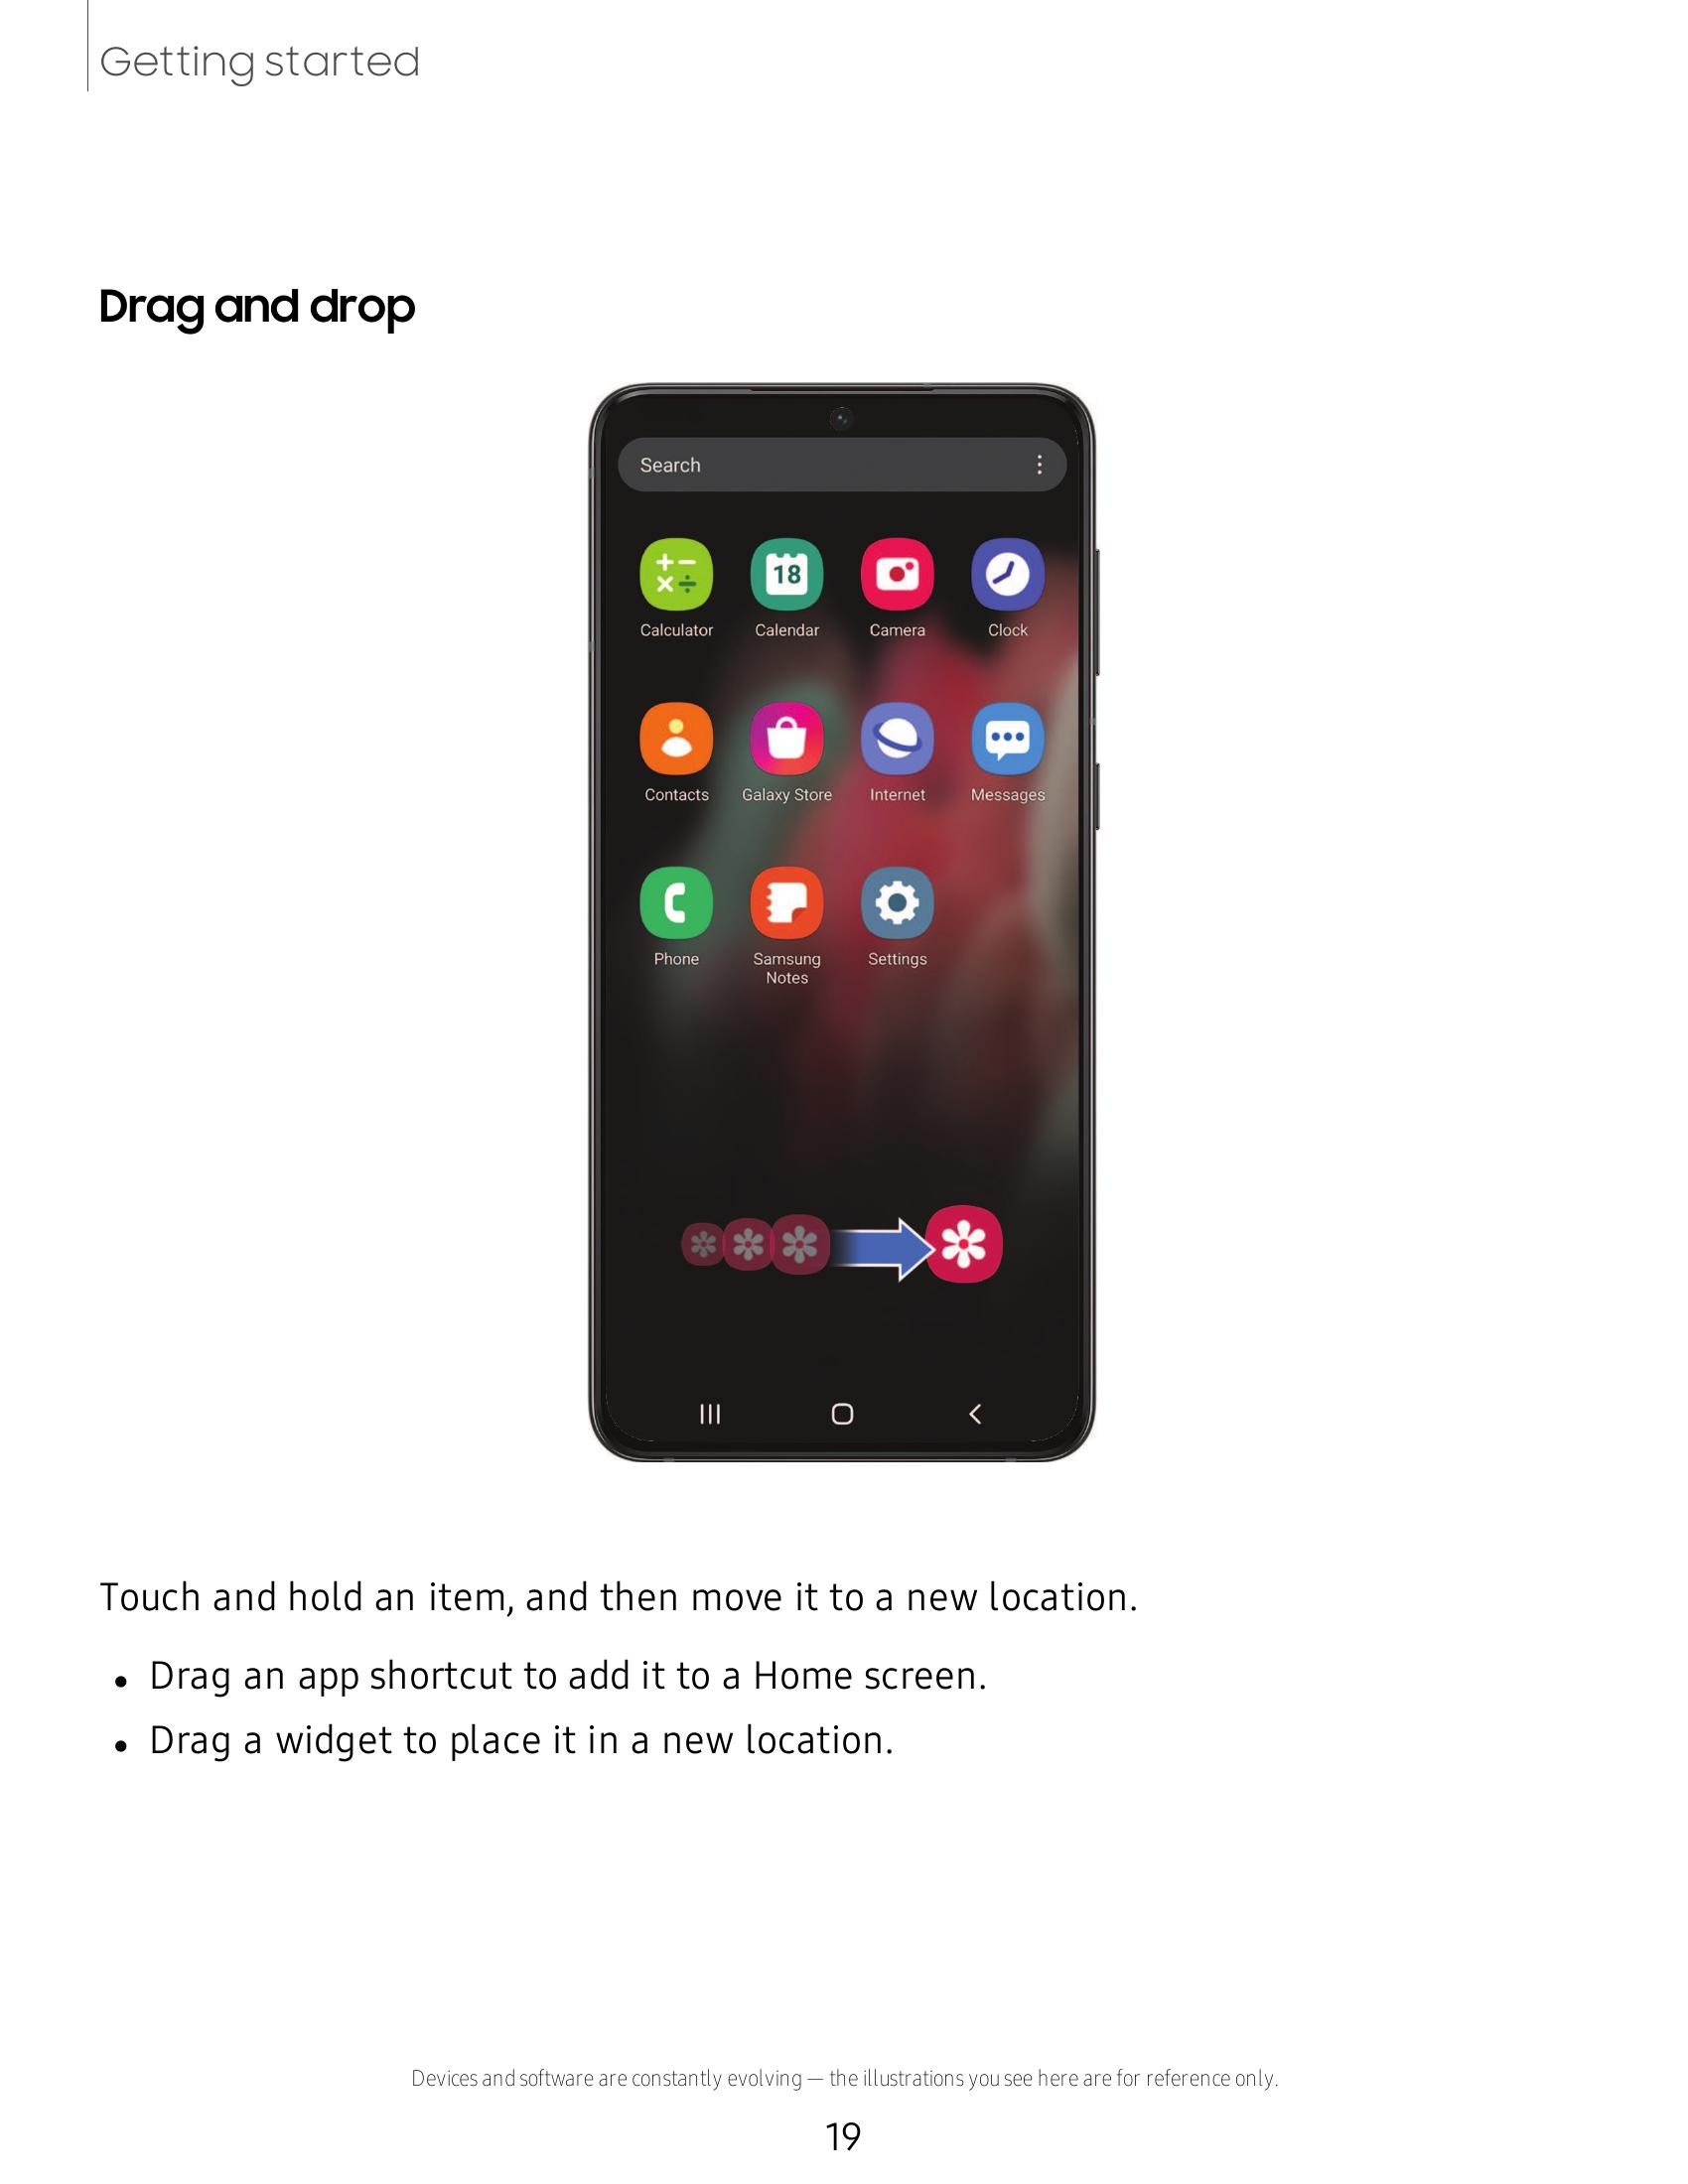 Getting started
Drag and drop
Search
18
Calculator Calendar Camera Clock
Contacts Galaxy Store Internet Messages
Phone Samsung Notes Settings
Touch and hold an item, and then move it to a new location.
• Drag an app shortcut to add it to a Home screen.
• Drag a widget to place it in a new location.
Devices and software are constantly evolving — the illustrations you see here are for reference only.
19